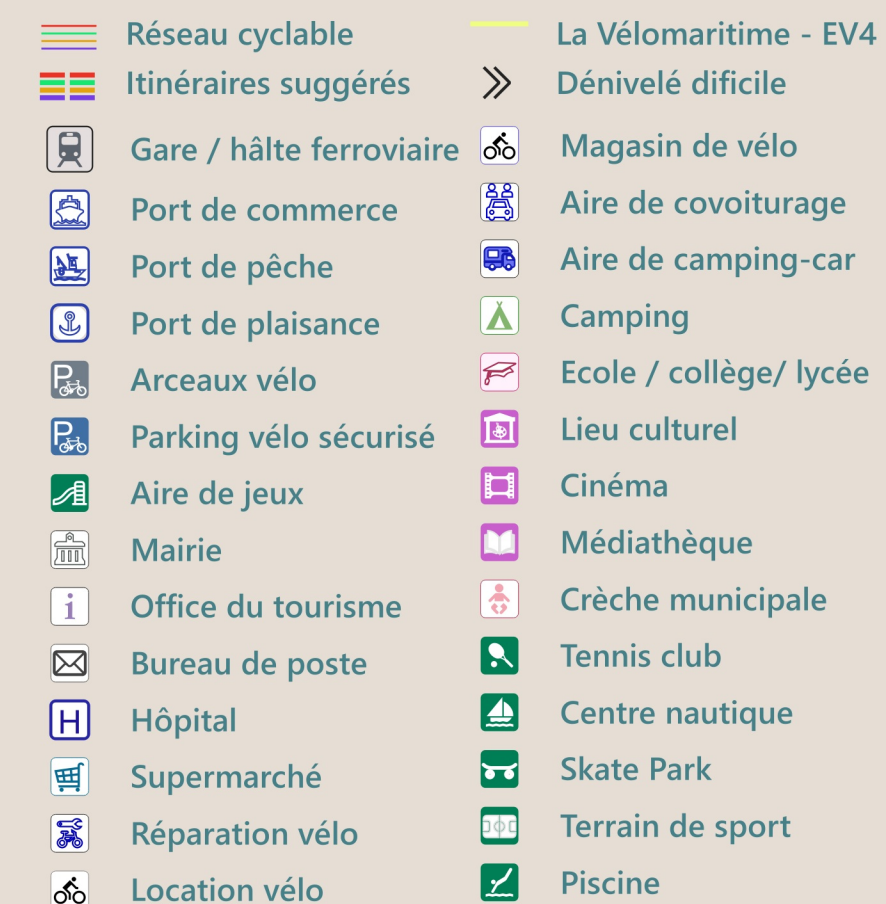 Réseau cyclable
Itinéraires suggérés
Gare / hâlte ferroviaire
Port de commerce
Port de pêche
Port de plaisance
P Arceaux vélo
P Parking vélo sécurisé
Aire de jeux
Mairie
i Office du tourisme
Bureau de poste
H Hôpital
Supermarché
Réparation vélo
Location vélo
La Vélomaritime - EV4
Dénivelé dificile
Magasin de vélo
Aire de covoiturage
Aire de camping-car
Camping
Ecole / collège/ lycée
Lieu culturel
Cinéma
Médiathèque
Crèche municipale
Tennis club
Centre nautique
Skate Park
Terrain de sport
Piscine